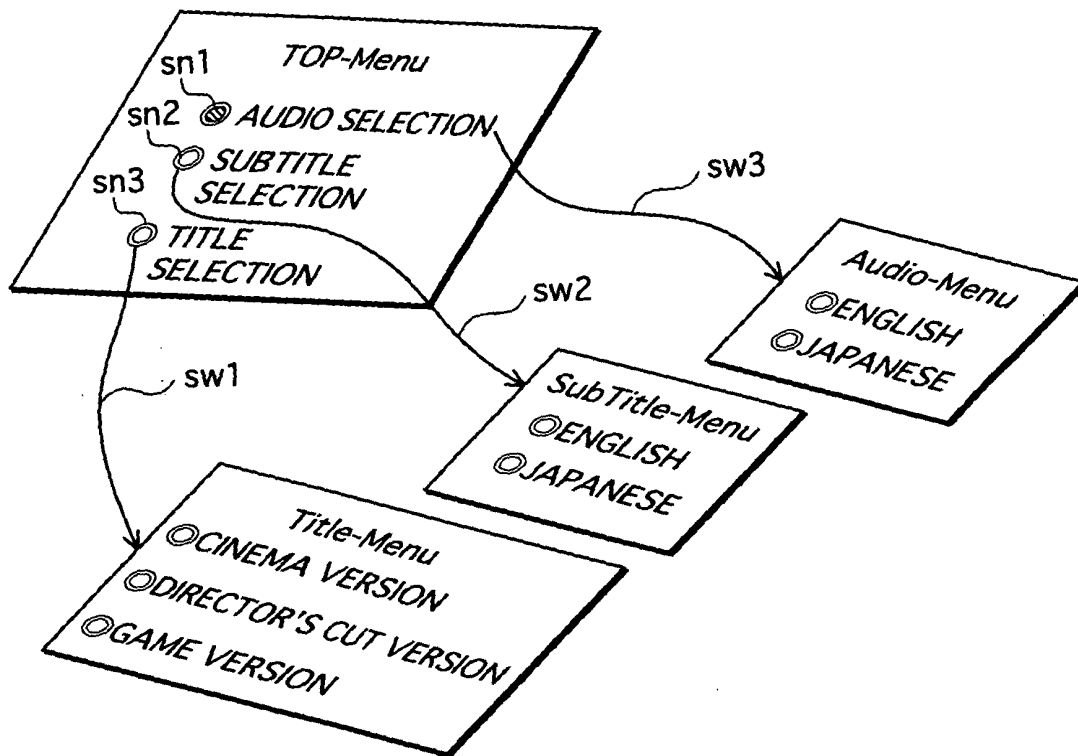 TOP-Menu
sn1
AUDIO SELECTION
sn2
SUBTITLE
SELECTION
sn3
TITLE
SELECTION
sw3
sw2
sw1
Audio-Menu
ENGLISH
JAPANESE
SubTitle-Menu
ENGLISH
JAPANESE
Title-Menu
CINEMA VERSION
DIRECTOR'S CUT VERSION
GAME VERSION